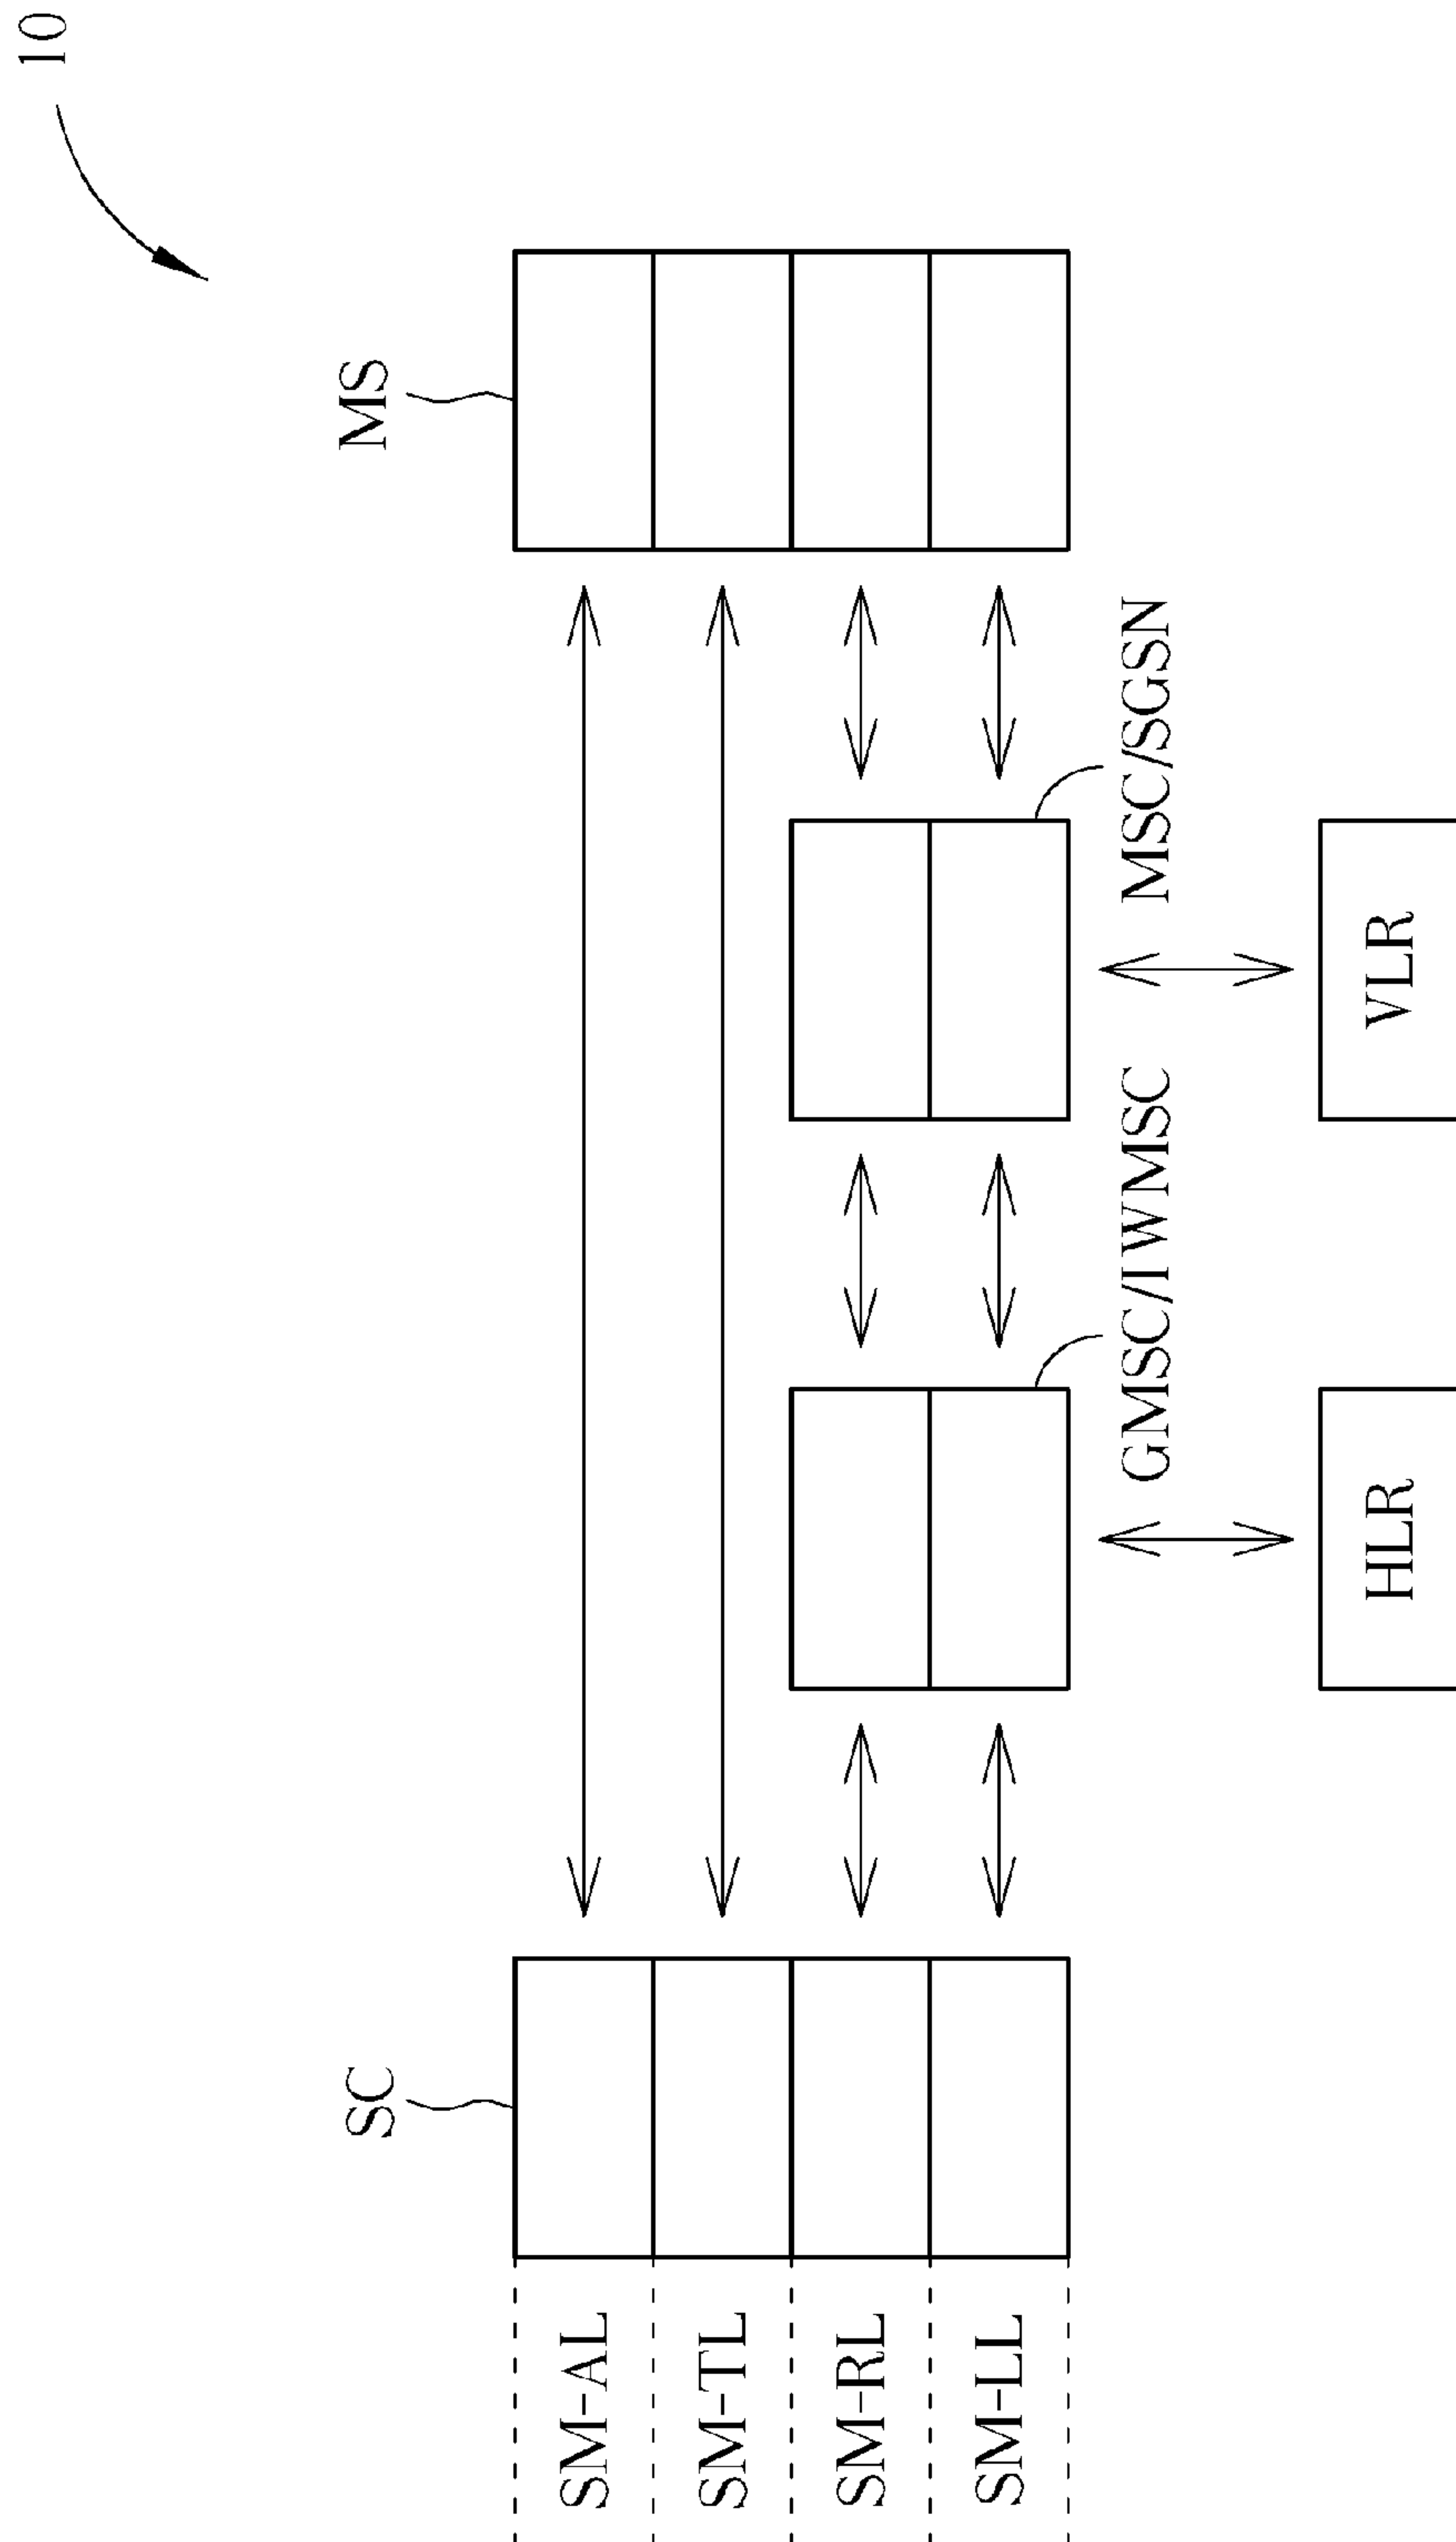 10
SC
MS
SM-AL
SM-TL
SM-RL
SM-LL
GMSC/IWMSC
MSC/SGSN
HLR
VLR